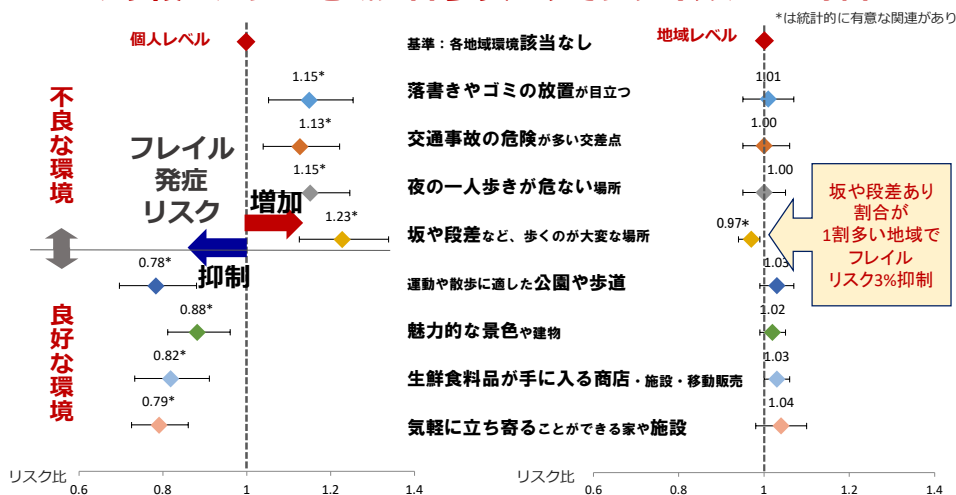 *は統計的に有意な関連があり
個人レベル
基準：各地域環境該当なし
地域レベル
不良な環境
良好な環境
フレイル
発症
リスク
増加
抑制
1.15*
落書きやゴミの放置が目立つ
1.01
1.13*
交通事故の危険が多い交差点
1.00
1.15*
夜の一人歩きが危ない場所
1.00
1.23*
坂や段差など、歩くのが大変な場所
0.97*
0.78*
運動や散歩に適した公園や歩道
1.03
0.88*
魅力的な景色や建物
1.02
0.82*
生鮮食料品が手に入る商店・施設・移動販売
1.03
0.79*
気軽に立ち寄ることができる家や施設
1.04
坂や段差あり
割合が
1割多い地域で
フレイル
リスク3%抑制
リスク比
0.6 0.8 1 1.2 1.4
リスク比
0.6 0.8 1 1.2 1.4